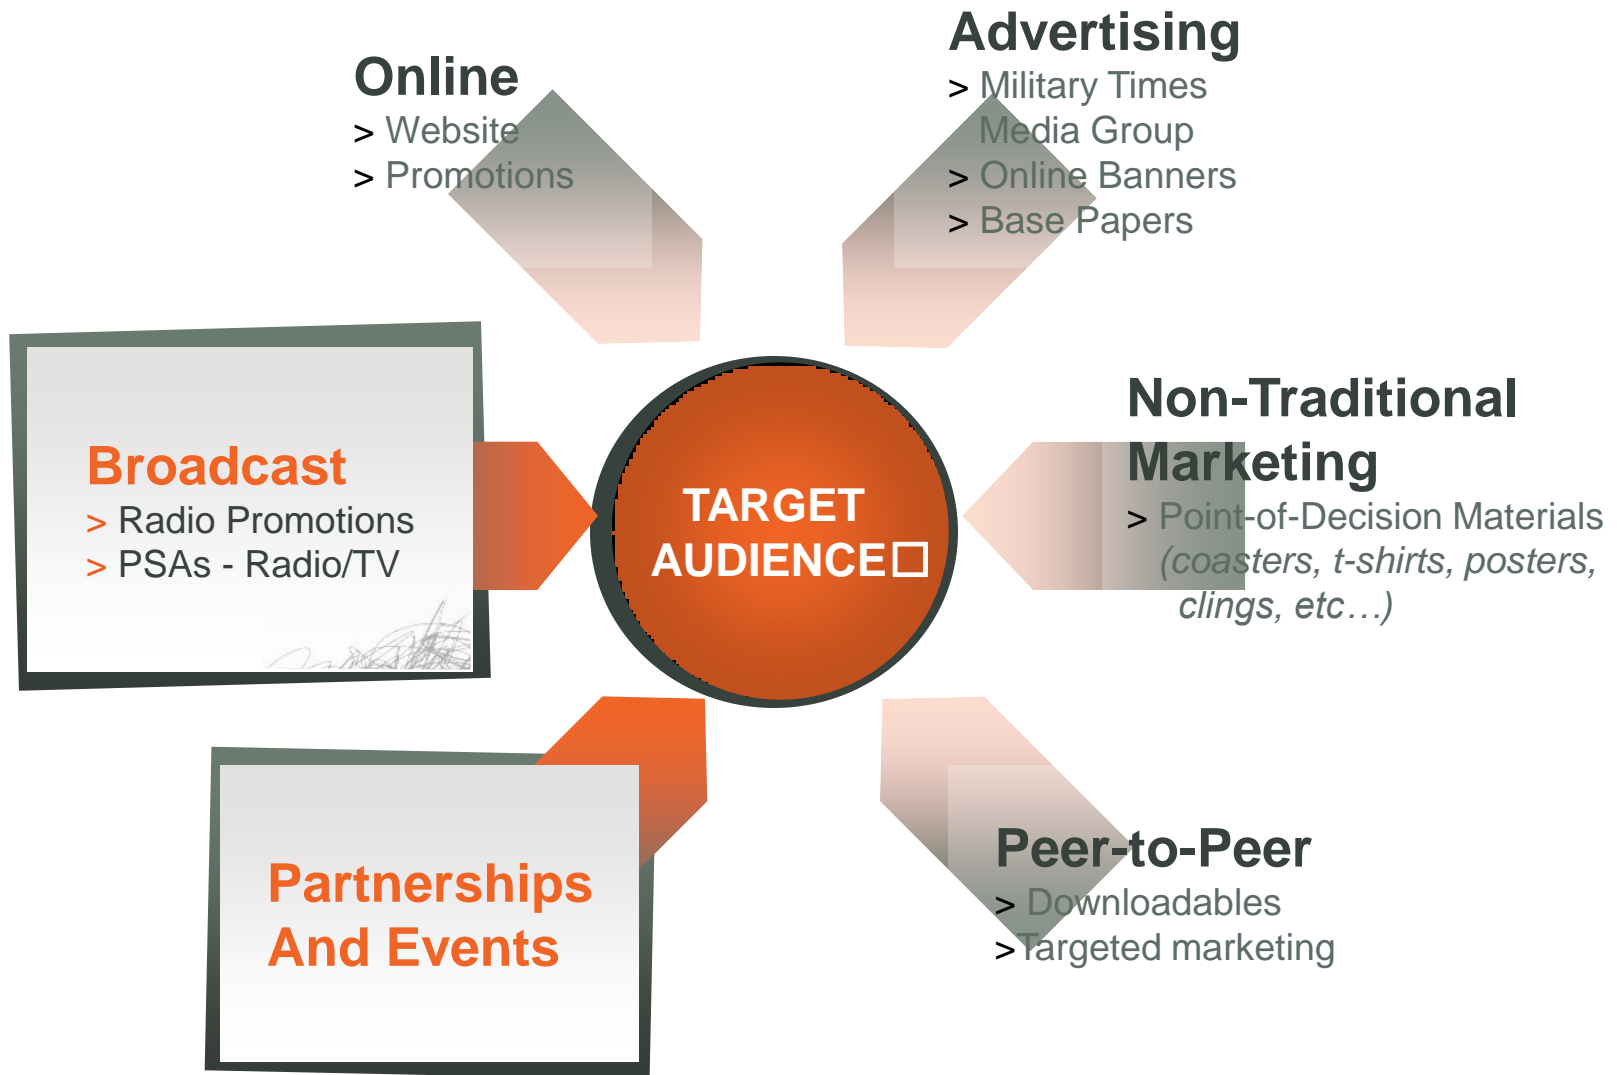 Online
> Website
> Promotions
Advertising
> Military Times
Media Group
> Online Banners
> Base Papers
Broadcast
> Radio Promotions
> PSAs - Radio/TV
TARGET
AUDIENCE
Non-Traditional
Marketing
> Point-of-Decision Materials
(coasters, t-shirts, posters,
clings, etc…)
Partnerships
And Events
Peer-to-Peer
> Downloadables
>Targeted marketing